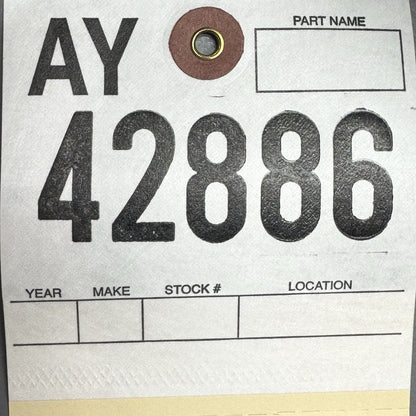 AY
PART NAME
42886
YEAR MAKE STOCK # LOCATION